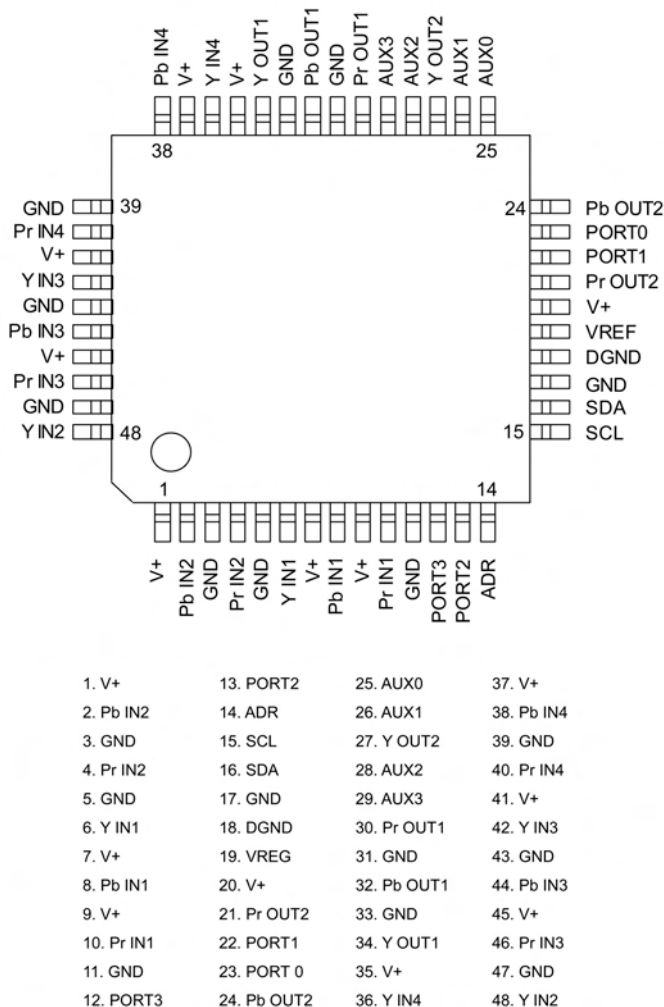 Pb IN4
V+
Y IN4
V+
Y OUT1
GND
Pb OUT1
GND
Pr OUT1
AUX3
AUX2
Y OUT2
AUX1
AUX0
38
25
GND
Pr IN4
V+
Y IN3
GND
Pb IN3
V+
Pr IN3
GND
Y IN2
39
48
24
15
Pb OUT2
PORT0
PORT1
Pr OUT2
V+
VREF
DGND
GND
SDA
SCL
1
14
V+
Pb IN2
GND
Pr IN2
GND
Y IN1
V+
Pb IN1
V+
Pr IN1
GND
PORT3
PORT2
ADR
1. V+
2. Pb IN2
3. GND
4. Pr IN2
5. GND
6. Y IN1
7. V+
8. Pb IN1
9. V+
10. Pr IN1
11. GND
12. PORT3
13. PORT2
14. ADR
15. SCL
16. SDA
17. GND
18. DGND
19. VREG
20. V+
21. Pr OUT2
22. PORT1
23. PORT 0
24. Pb OUT2
25. AUX0
26. AUX1
27. Y OUT2
28. AUX2
29. AUX3
30. Pr OUT1
31. GND
32. Pb OUT1
33. GND
34. Y OUT1
35. V+
36. Y IN4
37. V+
38. Pb IN4
39. GND
40. Pr IN4
41. V+
42. Y IN3
43. GND
44. Pb IN3
45. V+
46. Pr IN3
47. GND
48. Y IN2